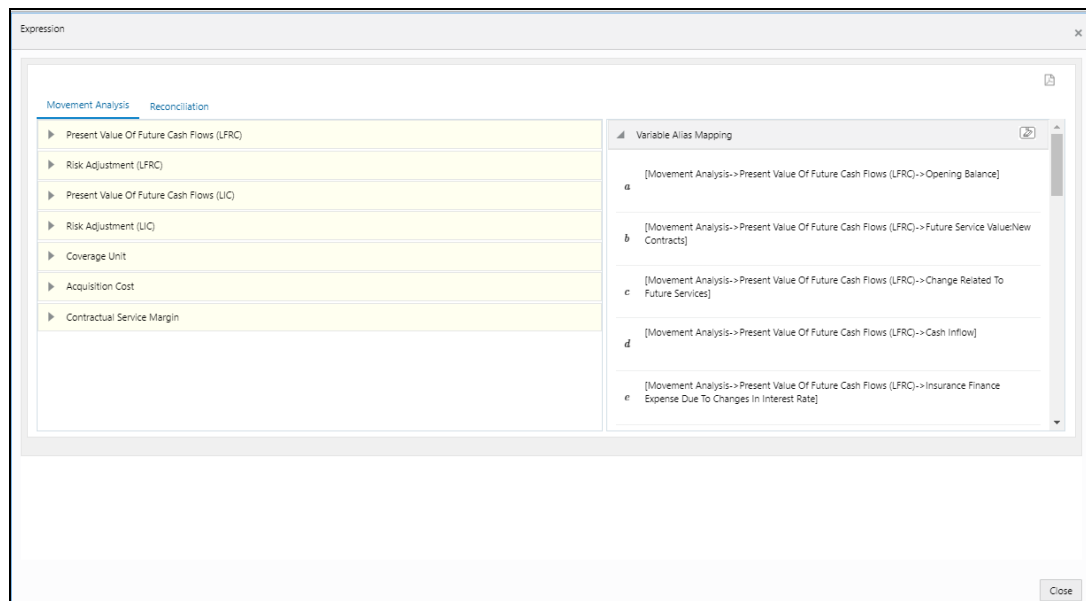 Expression
×
Movement Analysis Reconciliation
Present Value Of Future Cash Flows (LFRC)
Risk Adjustment (LFRC)
Present Value Of Future Cash Flows (LIC)
Risk Adjustment (LIC)
Coverage Unit
Acquisition Cost
Contractual Service Margin
Variable Alias Mapping
a [Movement Analysis->Present Value Of Future Cash Flows (LFRC)->Opening Balance]
b [Movement Analysis->Present Value Of Future Cash Flows (LFRC)->Future Service Value:New
Contracts]
c [Movement Analysis->Present Value Of Future Cash Flows (LFRC)->Change Related To
Future Services]
d [Movement Analysis->Present Value Of Future Cash Flows (LFRC)->Cash Inflow]
e [Movement Analysis->Present Value Of Future Cash Flows (LFRC)->Insurance Finance
Expense Due To Changes In Interest Rate]
Close